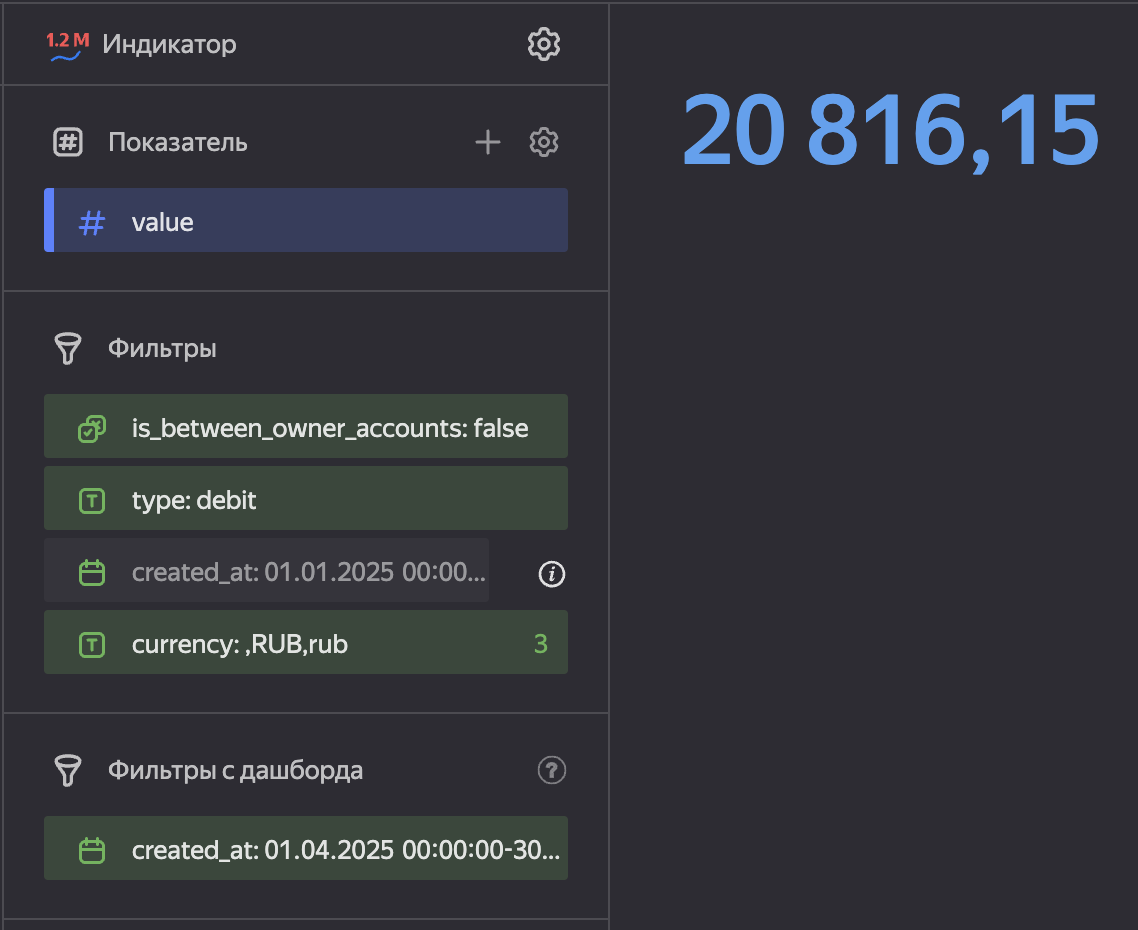 1.2 M Индикатор
20 816,15
# Показатель
# value
Фильтры
is_between_owner_accounts: false
T type: debit
created_at: 01.01.2025 00:00... i
T currency: ,RUB,rub 3
Фильтры с дашборда ?
created_at: 01.04.2025 00:00:00-30...